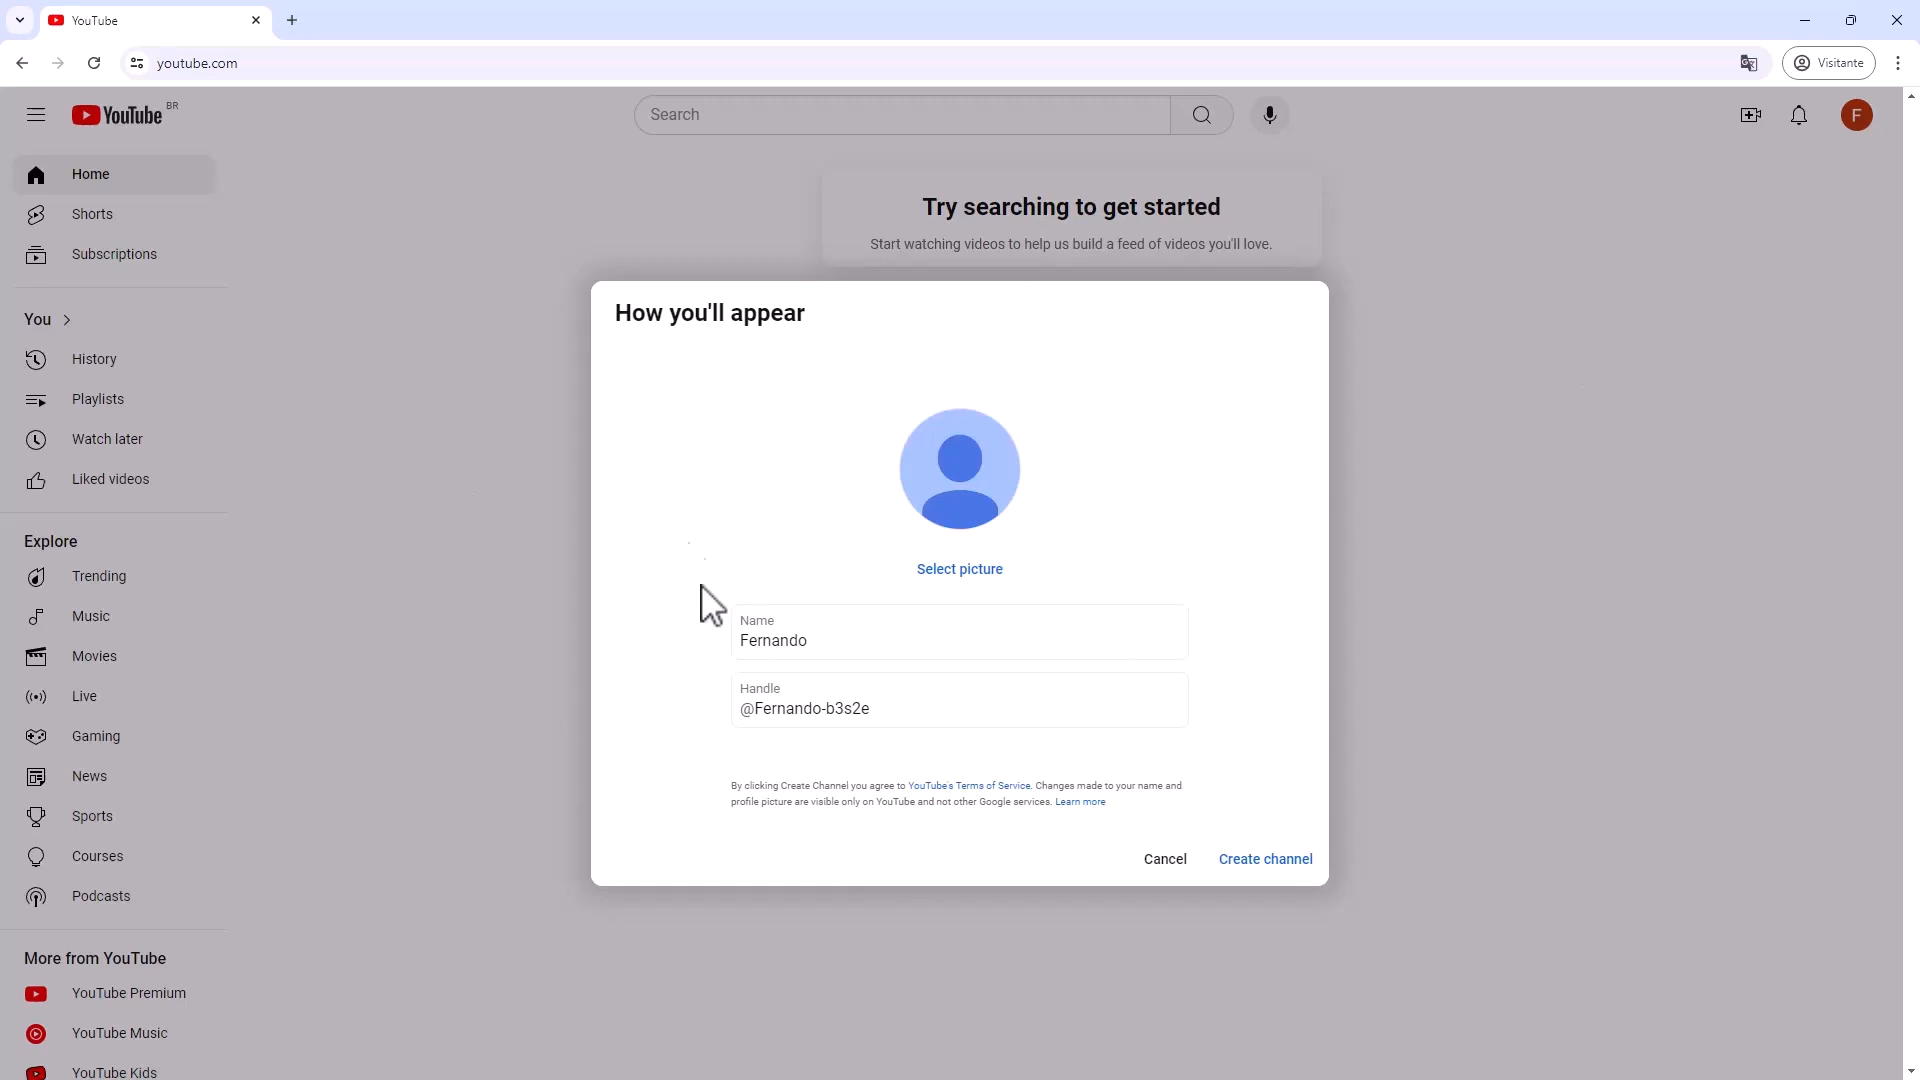 YouTube
youtube.com
Visitante
YouTube BR
Search
F
Home
Shorts
Subscriptions
You
History
Playlists
Watch later
Liked videos
Explore
Trending
Music
Movies
Live
Gaming
News
Sports
Courses
Podcasts
More from YouTube
YouTube Premium
YouTube Music
YouTube Kids
Try searching to get started
Start watching videos to help us build a feed of videos you'll love.
How you'll appear
Select picture
Name
Fernando
Handle
@Fernando-b3s2e
By clicking Create Channel you agree to YouTube's Terms of Service. Changes made to your name and
profile picture are visible only on YouTube and not other Google services. Learn more
Cancel
Create channel